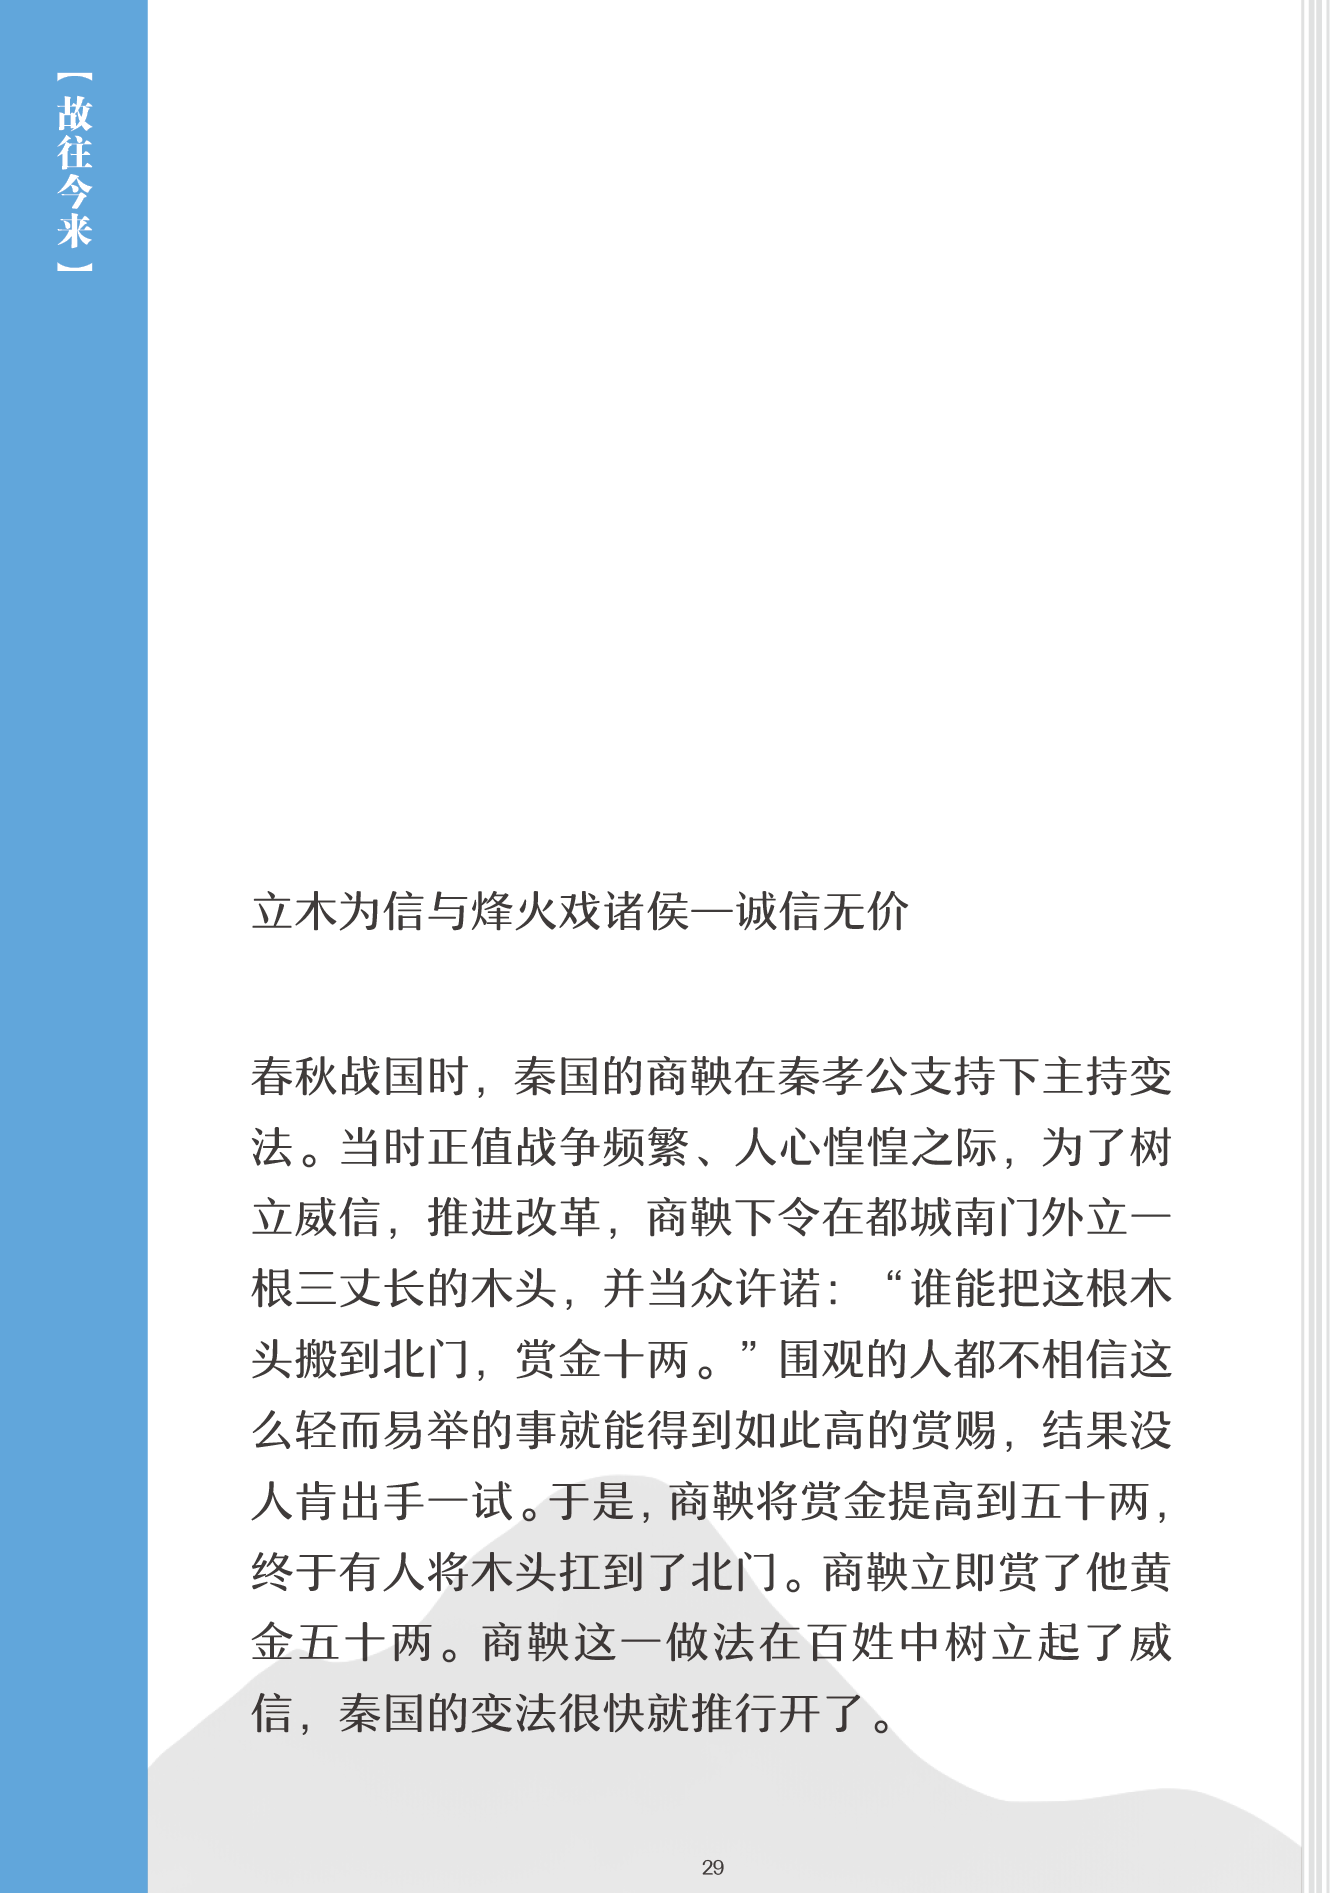 【故往今来】
立木为信与烽火戏诸侯—诚信无价
春秋战国时，秦国的商鞅在秦孝公支持下主持变
法。当时正值战争频繁、人心惶惶之际，为了树
立威信，推进改革，商鞅下令在都城南门外立一
根三丈长的木头，并当众许诺：“谁能把这根木
头搬到北门，赏金十两。”围观的人都不相信这
么轻而易举的事就能得到如此高的赏赐，结果没
人肯出手一试。于是，商鞅将赏金提高到五十两，
终于有人将木头扛到了北门。商鞅立即赏了他黄
金五十两。商鞅这一做法在百姓中树立起了威
信，秦国的变法很快就推行开了。
29